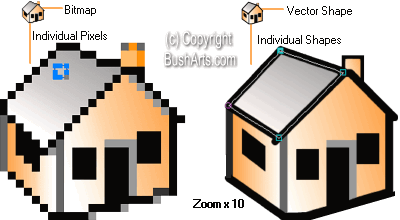 Bitmap
Individual Pixels
(c) Copyright
BushArts.com
Vector Shape
Individual Shapes
Zoom x 10